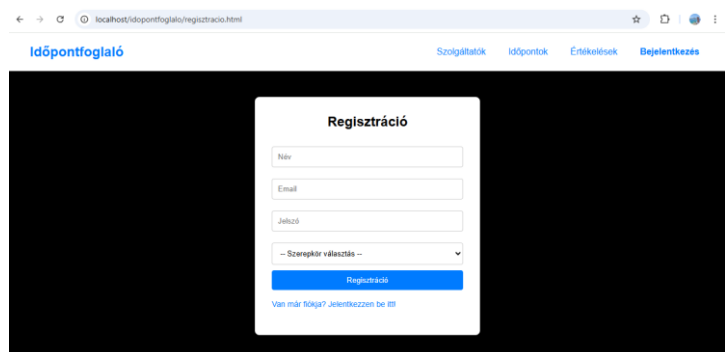 localhost/idopontfoglalo/regisztracio.html
Időpontfoglaló
Szolgáltatók Időpontok Értékelések Bejelentkezés
Regisztráció
Név
Email
Jelszó
-- Szerepkör választás --
Regisztráció
Van már fiókja? Jelentkezzen be itt!